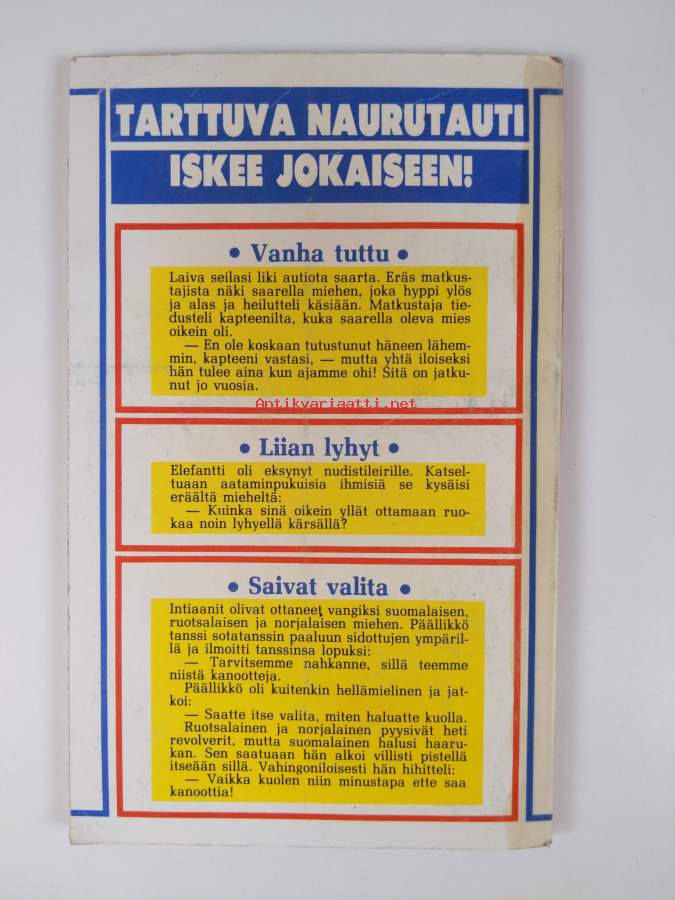 TARTTUVA NAURUTAUTI
ISKEE JOKAISEEN!
• Vanha tuttu •
Laiva seilasi liki autiota saarta. Eräs matkus-
tajista näki saarella miehen, joka hyppi ylös
ja alas ja heilutteli käsiään. Matkustaja tie-
dusteli kapteenilta, kuka saarella oleva mies
oikein oli.
— En ole koskaan tutustunut häneen lähem-
min, kapteeni vastasi, — mutta yhtä iloiseksi
hän tulee aina kun ajamme ohi! Sitä on jatku-
nut jo vuosia.
Antikvariaatti.net
• Liian lyhyt •
Elefantti oli eksynyt nudistileirille. Katsel-
tuaan aataminpukuisia ihmisiä se kysäisi
eräältä mieheltä:
— Kuinka sinä oikein yllät ottamaan ruo-
kaa noin lyhyellä kärsällä?
• Saivat valita •
Intiaanit olivat ottaneet vangiksi suomalaisen,
ruotsalaisen ja norjalaisen miehen. Päällikkö
tanssi sotatanssin paaluun sidottujen ympäril-
lä ja ilmoitti tanssinsa lopuksi:
— Tarvitsemme nahkanne, sillä teemme
niistä kanootteja.
Päällikkö oli kuitenkin hellämielinen ja jat-
koi:
— Saatte itse valita, miten haluatte kuolla.
Ruotsalainen ja norjalainen pyysivät heti
revolverit, mutta suomalainen halusi haaru-
kan. Sen saatuaan hän alkoi villisti pistellä
itseään sillä. Vahingoniloisesti hän hihitteli:
— Vaikka kuolen niin minustapa ette saa
kanoottia!